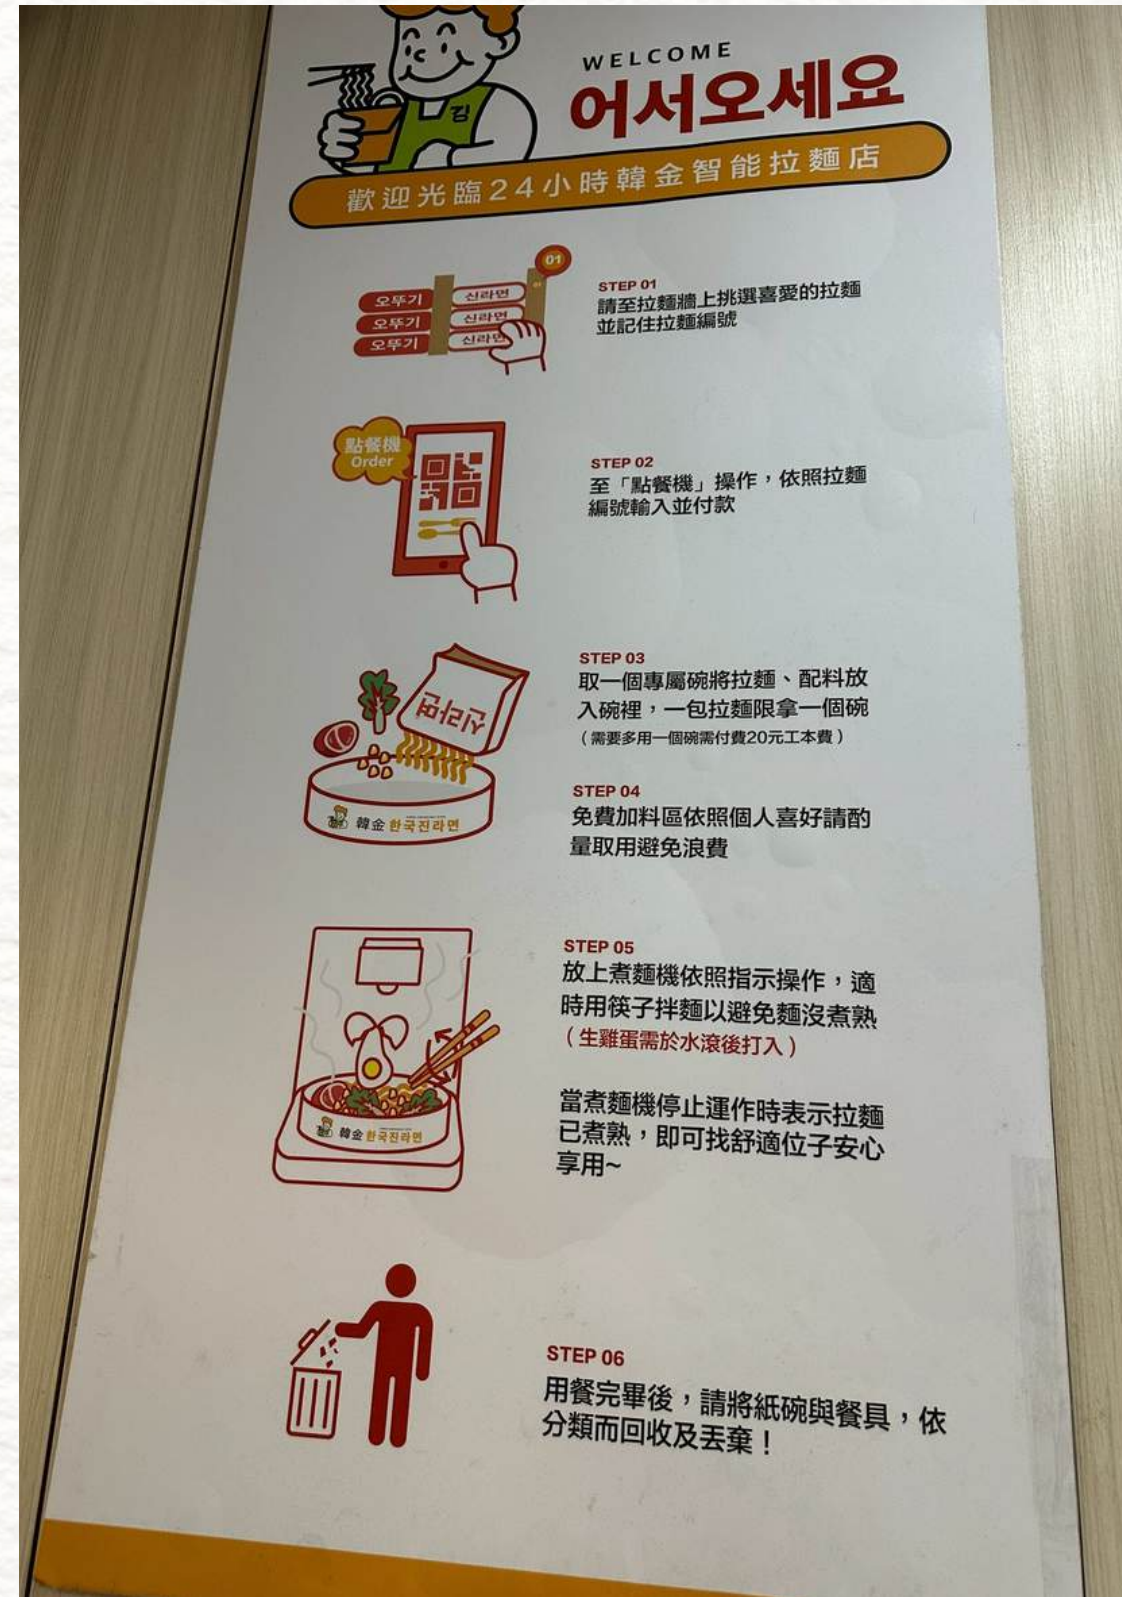 김
WELCOME
어서오세요
歡迎光臨24小時韓金智能拉麵店
01
오뚜기 신라면
오뚜기 신라면
오뚜기 신라면
STEP 01
請至拉麵牆上挑選喜愛的拉麵
並記住拉麵編號
點餐機
Order
STEP 02
至「點餐機」操作，依照拉麵
編號輸入並付款
신라면
韓金 한국진라면
STEP 03
取一個專屬碗將拉麵、配料放
入碗裡，一包拉麵限拿一個碗
（需要多用一個碗需付費20元工本費）
STEP 04
免費加料區依照個人喜好請酌
量取用避免浪費
韓金 한국진라면
STEP 05
放上煮麵機依照指示操作，適
時用筷子拌麵以避免麵沒煮熟
（生雞蛋需於水滾後打入）
當煮麵機停止運作時表示拉麵
已煮熟，即可找舒適位子安心
享用~
STEP 06
用餐完畢後，請將紙碗與餐具，依
分類而回收及丟棄！